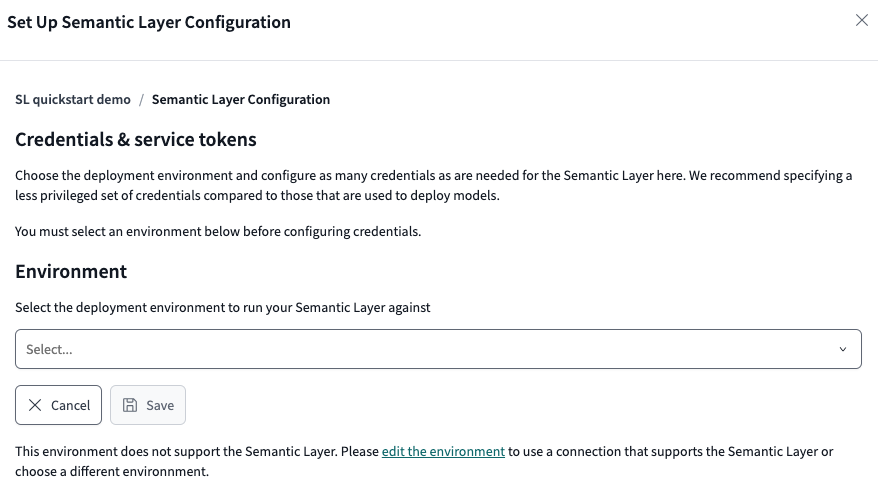 Set Up Semantic Layer Configuration
SL quickstart demo / Semantic Layer Configuration
Credentials & service tokens
Choose the deployment environment and configure as many credentials as are needed for the Semantic Layer here. We recommend specifying a
less privileged set of credentials compared to those that are used to deploy models.
You must select an environment below before configuring credentials.
Environment
Select the deployment environment to run your Semantic Layer against
Select...
Cancel Save
This environment does not support the Semantic Layer. Please edit the environment to use a connection that supports the Semantic Layer or
choose a different environnment.